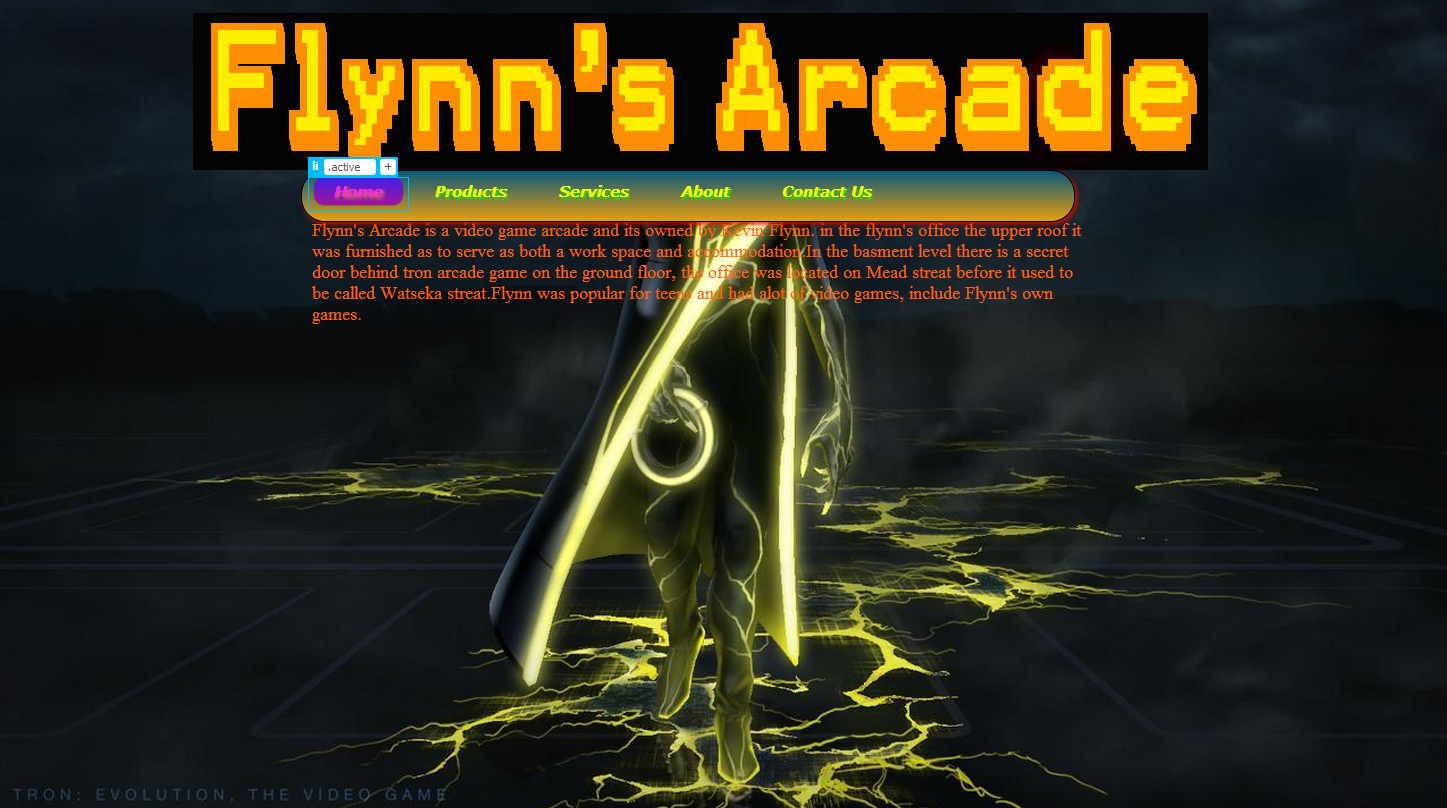 Flynn's Arcade
li .active +
Home Products Services About Contact Us
Flynn's Arcade is a video game arcade and its owned by Kevin Flynn. in the flynn's office the upper roof it
was furnished as to serve as both a work space and accommodation.In the basment level there is a secret
door behind tron arcade game on the ground floor, the office was located on Mead streat before it used to
be called Watseka streat.Flynn was popular for teens and had alot of video games, include Flynn's own
games.
TRON: EVOLUTION, THE VIDEO GAME